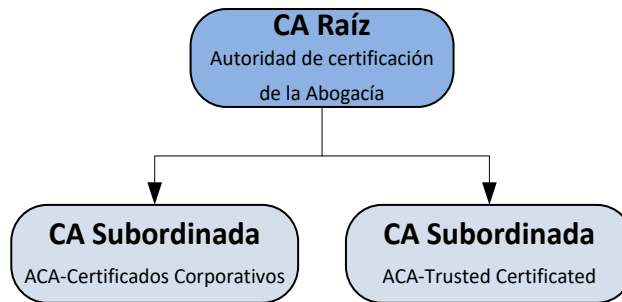 CA Raíz
Autoridad de certificación
de la Abogacía
CA Subordinada
ACA-Certificados Corporativos
CA Subordinada
ACA-Trusted Certificated